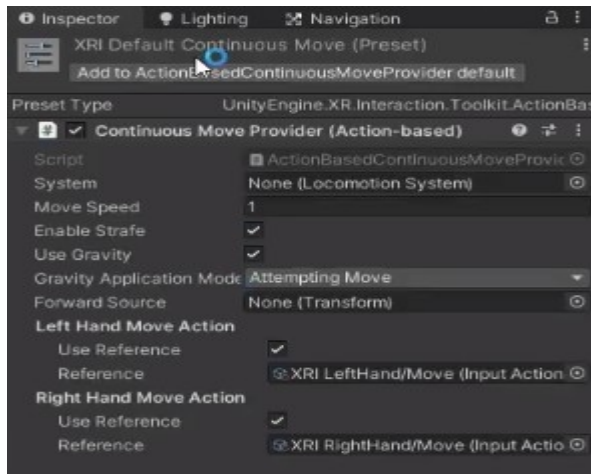 Inspector Lighting Navigation
XRI Default Continuous Move (Preset)
Add to ActionBasedContinuousMoveProvider default
Preset Type UnityEngine.XR.Interaction.Toolkit.ActionBas
Continuous Move Provider (Action-based)
Script ActionBasedContinuousMoveProvic
System None (Locomotion System)
Move Speed 1
Enable Strafe
Use Gravity
Gravity Application Mode Attempting Move
Forward Source None (Transform)
Left Hand Move Action
Use Reference
Reference XRI LeftHand/Move (Input Action
Right Hand Move Action
Use Reference
Reference XRI RightHand/Move (Input Actio